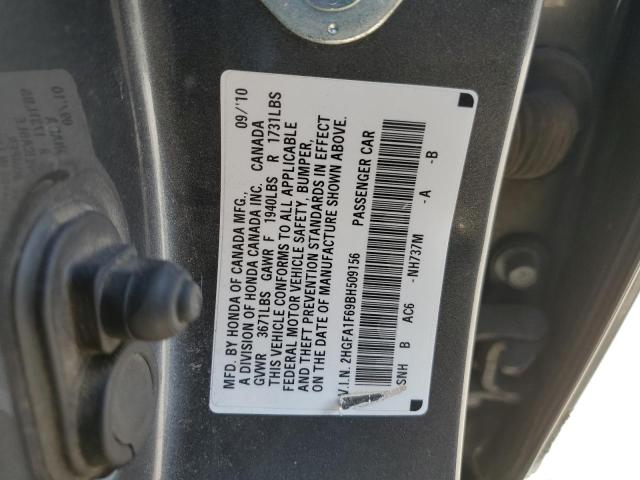 MFD. BY HONDA OF CANADA MFG., 09/'10
A DIVISION OF HONDA CANADA INC. CANADA
GVWR 3671LBS GAWR F 1940LBS R 1731LBS
THIS VEHICLE CONFORMS TO ALL APPLICABLE
FEDERAL MOTOR VEHICLE SAFETY, BUMPER,
AND THEFT PREVENTION STANDARDS IN EFFECT
ON THE DATE OF MANUFACTURE SHOWN ABOVE.
V.I.N. 2HGFA1F69BH509156 PASSENGER CAR
SNH B AC6 -NH737M -A -B